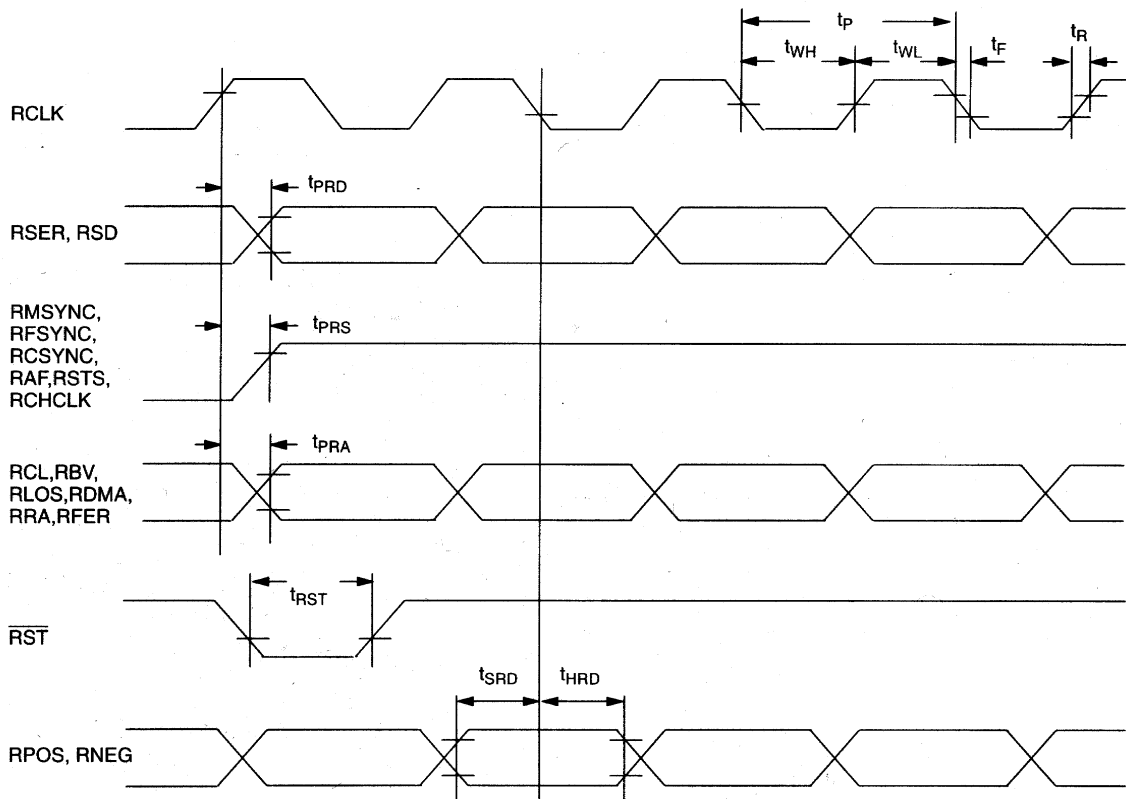 tP
tWH
tWL
tF
tR
RCLK
tPRD
RSER, RSD
RMSYNC,
RFSYNC,
RCSYNC,
RAF,RSTS,
RCHCLK
tPRS
tPRA
RCL,RBV,
RLOS,RDMA,
RRA,RFER
tRST
RST
tSRD
tHRD
RPOS, RNEG